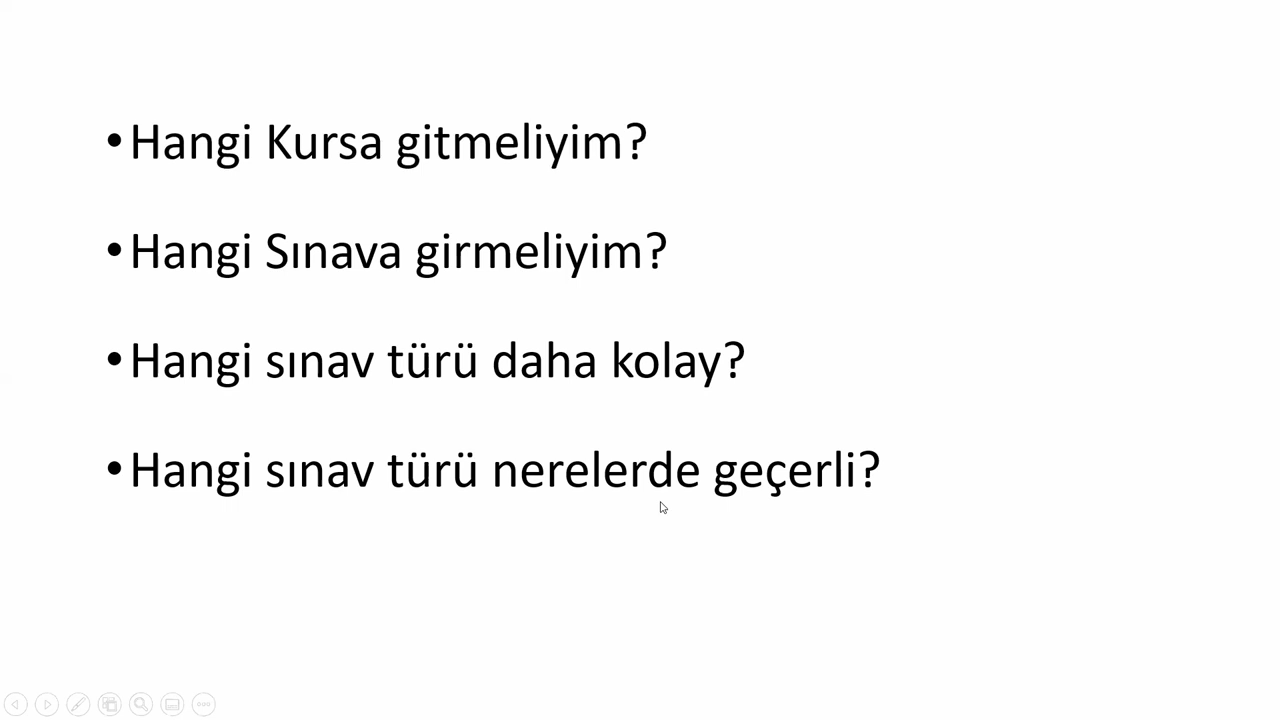 •Hangi Kursa gitmeliyim?
•Hangi Sınava girmeliyim?
•Hangi sınav türü daha kolay?
•Hangi sınav türü nerelerde geçerli?